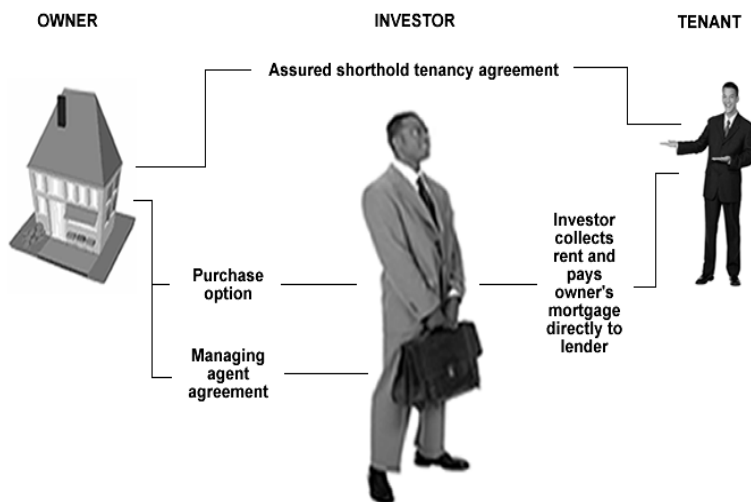 OWNER
INVESTOR
TENANT
Assured shorthold tenancy agreement
Purchase
option
Managing
agent
agreement
Investor
collects
rent and
pays
owner's
mortgage
directly to
lender